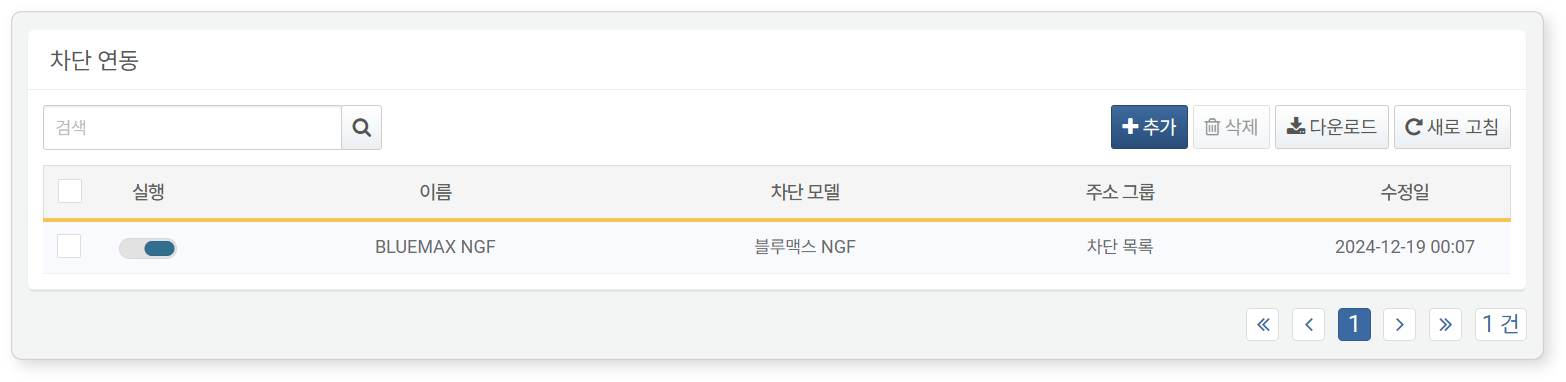 차단 연동
검색
추가 삭제 다운로드 새로 고침
실행 이름 차단 모델 주소 그룹 수정일
BLUEMAX NGF 블루맥스 NGF 차단 목록 2024-12-19 00:07
1 1 건